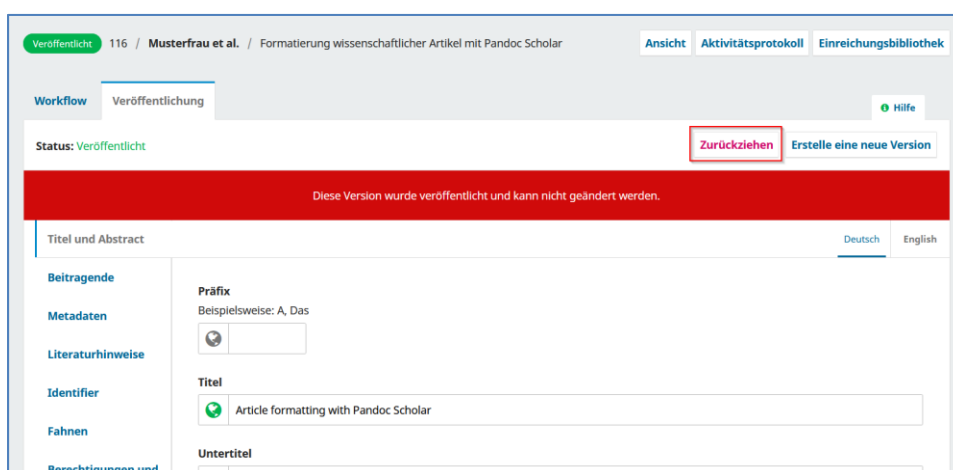 Veröffentlicht 116 / Musterfrau et al. / Formatierung wissenschaftlicher Artikel mit Pandoc Scholar Ansicht Aktivitätsprotokoll Einreichungsbibliothek
Workflow Veröffentlichung Hilfe
Status: Veröffentlicht Zurückziehen Erstelle eine neue Version
Diese Version wurde veröffentlicht und kann nicht geändert werden.
Titel und Abstract Deutsch English
Beitragende
Metadaten
Literaturhinweise
Identifier
Fahnen
Berechtigungen und
Präfix
Beispielsweise: A, Das
Titel
Article formatting with Pandoc Scholar
Untertitel